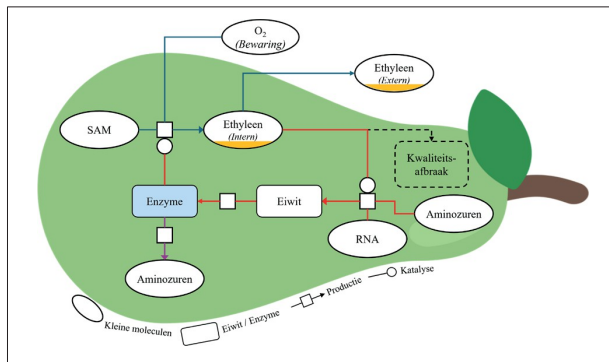 O₂
(Bewaring)
Ethyleen
(Extern)
SAM
Ethyleen
(Intern)
Kwaliteits-
afbraak
Enzyme
Eiwit
Aminozuren
RNA
Aminozuren
Kleine moleculen
Eiwit / Enzyme
Productie
Katalyse